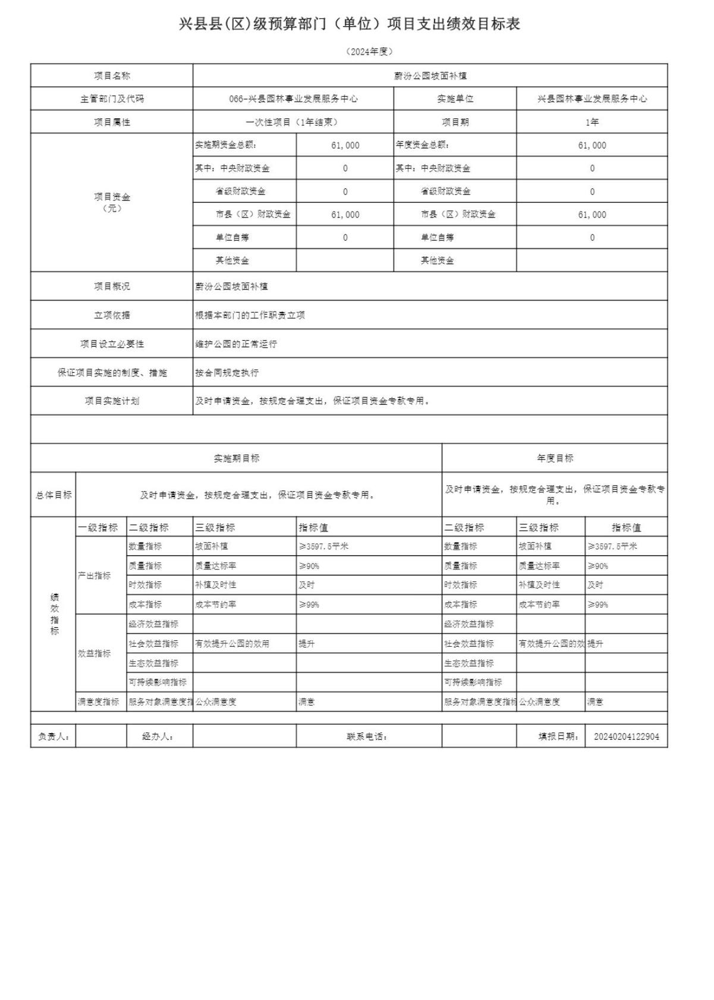 兴县县(区)级预算部门（单位）项目支出绩效目标表
（2024年度）
项目名称 蔚汾公园坡面补植
主管部门及代码 066-兴县园林事业发展服务中心 实施单位 兴县园林事业发展服务中心
项目属性 一次性项目（1年结束） 项目期 1年
项目资金
（元）
实施期资金总额： 61,000 年度资金总额： 61,000
其中：中央财政资金 0 其中：中央财政资金 0
省级财政资金 0 省级财政资金 0
市县（区）财政资金 61,000 市县（区）财政资金 61,000
单位自筹 0 单位自筹 0
其他资金 其他资金
项目概况 蔚汾公园坡面补植
立项依据 根据本部门的工作职责立项
项目设立必要性 维护公园的正常运行
保证项目实施的制度、措施 按合同规定执行
项目实施计划 及时申请资金，按规定合理支出，保证项目资金专款专用。
实施期目标 年度目标
总体目标 及时申请资金，按规定合理支出，保证项目资金专款专用。 及时申请资金，按规定合理支出，保证项目资金专款专
用。
绩
效
指
标
一级指标 二级指标 三级指标 指标值 二级指标 三级指标 指标值
产出指标
数量指标 坡面补植 ≥3597.5平米 数量指标 坡面补植 ≥3597.5平米
质量指标 质量达标率 ≥90% 质量指标 质量达标率 ≥90%
时效指标 补植及时性 及时 时效指标 补植及时性 及时
成本指标 成本节约率 ≥99% 成本指标 成本节约率 ≥99%
效益指标
经济效益指标 经济效益指标
社会效益指标 有效提升公园的效用 提升 社会效益指标 有效提升公园的效 提升
生态效益指标 生态效益指标
可持续影响指标 可持续影响指标
满意度指标 服务对象满意度指 公众满意度 满意 服务对象满意度指标 公众满意度 满意
负责人： 经办人： 联系电话： 填报日期： 20240204122904